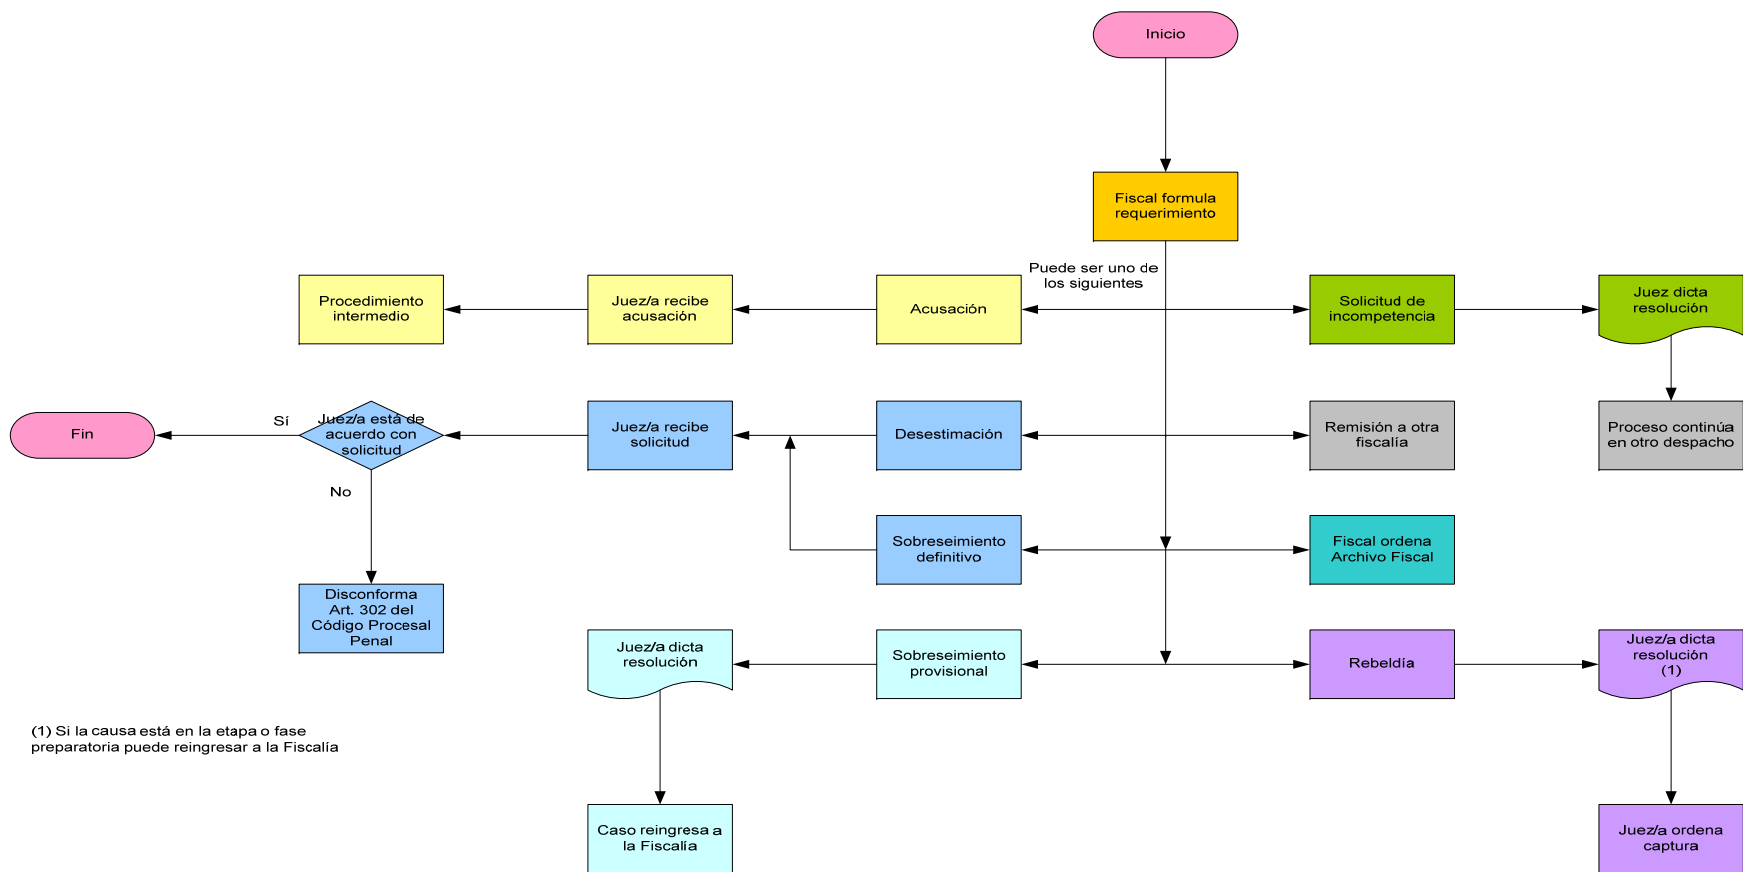 Inicio
Fiscal formula
requerimiento
Puede ser uno de
los siguientes
Procedimiento
intermedio
Juez/a recibe
acusación
Acusación
Solicitud de
incompetencia
Juez dicta
resolución
Fin
Sí
Juez/a está de
acuerdo con
solicitud
Juez/a recibe
solicitud
Desestimación
Remisión a otra
fiscalía
Proceso continúa
en otro despacho
No
Sobreseimiento
definitivo
Fiscal ordena
Archivo Fiscal
Disconforma
Art. 302 del
Código Procesal
Penal
Juez/a dicta
resolución
Sobreseimiento
provisional
Rebeldía
Juez/a dicta
resolución
(1)
(1) Si la causa está en la etapa o fase
preparatoria puede reingresar a la Fiscalía
Caso reingresa a
la Fiscalía
Juez/a ordena
captura